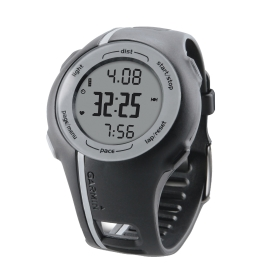 dist
light
start/stop
4.08
32:25
7:56
page/menu
lap/reset
pace
GARMIN